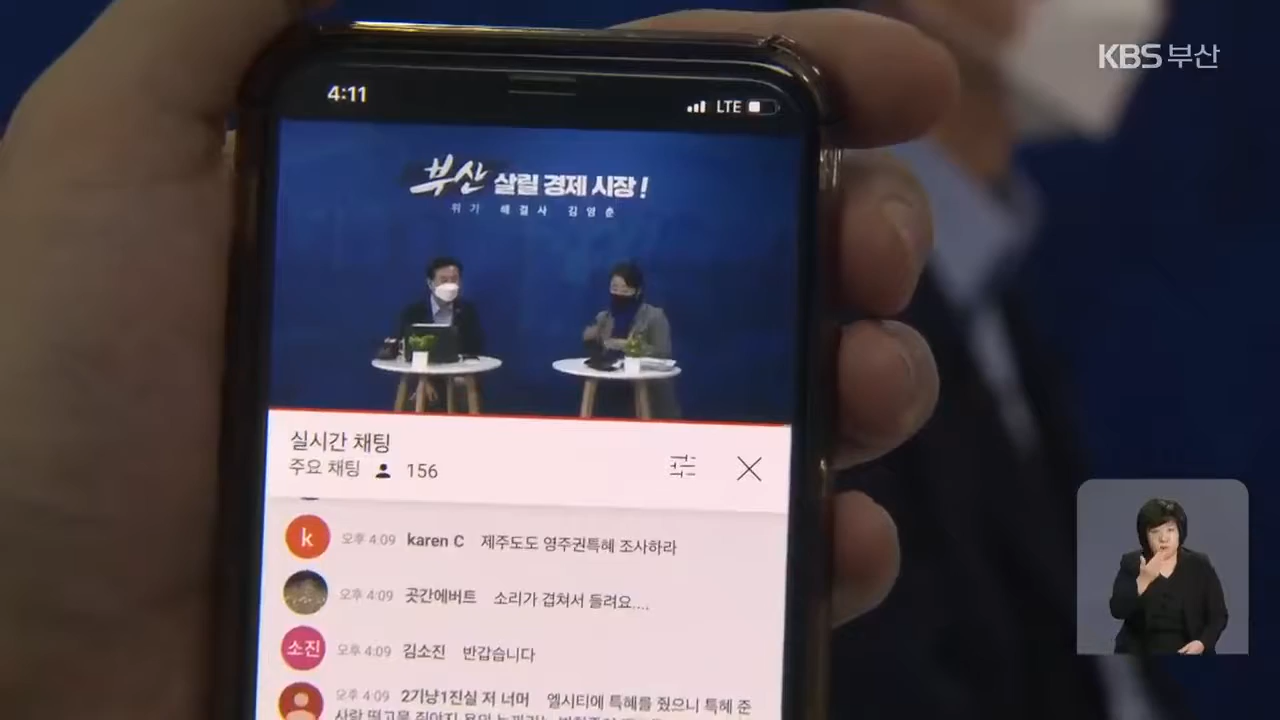 KBS 부산
4:11
LTE
부산 살릴 경제 시장!
위기 해결사 김영춘
실시간 채팅
주요 채팅 156
k 오후 4:09 karen C 제주도도 영주권특혜 조사하라
오후 4:09 곳간에버트 소리가 겹쳐서 들려요....
소진 오후 4:09 김소진 반갑습니다
오후 4:09 2기냥1진실 저 너머 엘시티에 특혜를 줬으니 특혜 준